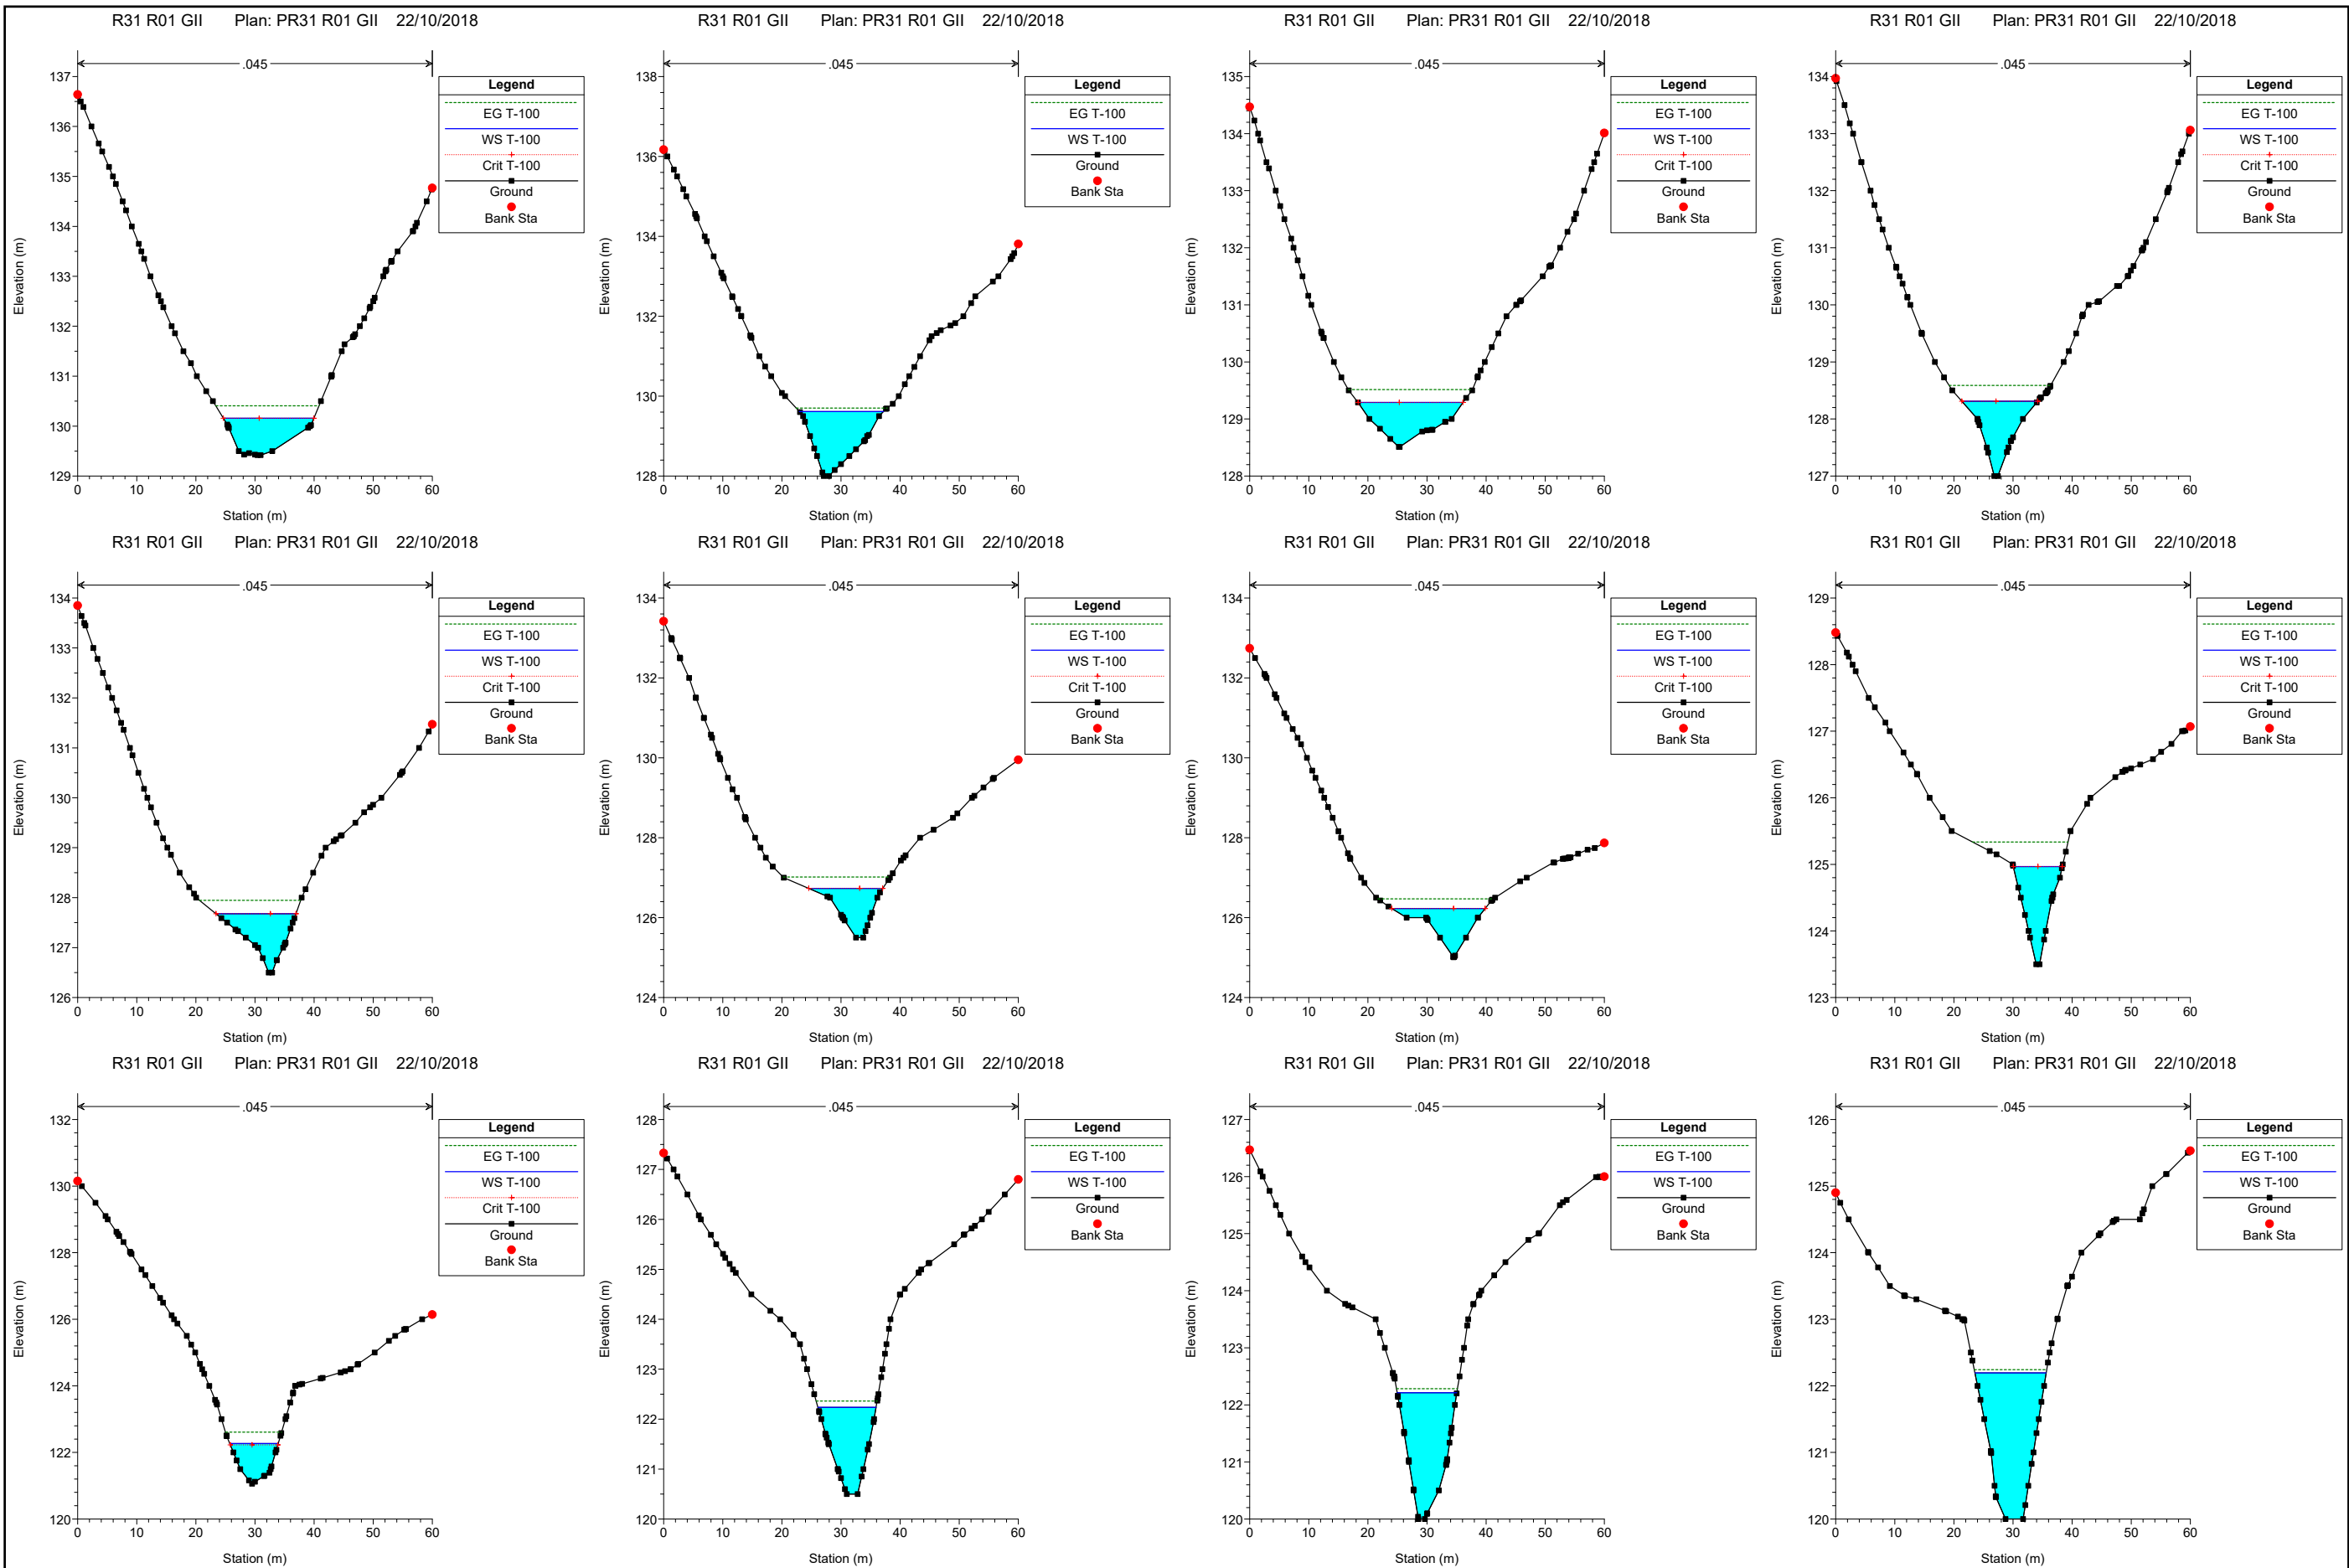 R31 R01 GII Plan: PR31 R01 GII 22/10/2018
.045
137
136
135
134
133
132
131
130
129
Elevation (m)
0 10 20 30 40 50 60
Station (m)
Legend
EG T-100
WS T-100
Crit T-100
Ground
Bank Sta
R31 R01 GII Plan: PR31 R01 GII 22/10/2018
.045
138
136
134
132
130
128
Elevation (m)
0 10 20 30 40 50 60
Station (m)
Legend
EG T-100
WS T-100
Ground
Bank Sta
R31 R01 GII Plan: PR31 R01 GII 22/10/2018
.045
135
134
133
132
131
130
129
128
Elevation (m)
0 10 20 30 40 50 60
Station (m)
Legend
EG T-100
WS T-100
Crit T-100
Ground
Bank Sta
R31 R01 GII Plan: PR31 R01 GII 22/10/2018
.045
134
133
132
131
130
129
128
127
Elevation (m)
0 10 20 30 40 50 60
Station (m)
Legend
EG T-100
WS T-100
Crit T-100
Ground
Bank Sta
R31 R01 GII Plan: PR31 R01 GII 22/10/2018
.045
134
133
132
131
130
129
128
127
126
Elevation (m)
0 10 20 30 40 50 60
Station (m)
Legend
EG T-100
WS T-100
Crit T-100
Ground
Bank Sta
R31 R01 GII Plan: PR31 R01 GII 22/10/2018
.045
134
132
130
128
126
124
Elevation (m)
0 10 20 30 40 50 60
Station (m)
Legend
EG T-100
WS T-100
Crit T-100
Ground
Bank Sta
R31 R01 GII Plan: PR31 R01 GII 22/10/2018
.045
134
132
130
128
126
124
Elevation (m)
0 10 20 30 40 50 60
Station (m)
Legend
EG T-100
WS T-100
Crit T-100
Ground
Bank Sta
R31 R01 GII Plan: PR31 R01 GII 22/10/2018
.045
129
128
127
126
125
124
123
Elevation (m)
0 10 20 30 40 50 60
Station (m)
Legend
EG T-100
WS T-100
Crit T-100
Ground
Bank Sta
R31 R01 GII Plan: PR31 R01 GII 22/10/2018
.045
132
130
128
126
124
122
120
Elevation (m)
0 10 20 30 40 50 60
Station (m)
Legend
EG T-100
WS T-100
Crit T-100
Ground
Bank Sta
R31 R01 GII Plan: PR31 R01 GII 22/10/2018
.045
128
127
126
125
124
123
122
121
120
Elevation (m)
0 10 20 30 40 50 60
Station (m)
Legend
EG T-100
WS T-100
Ground
Bank Sta
R31 R01 GII Plan: PR31 R01 GII 22/10/2018
.045
127
126
125
124
123
122
121
120
Elevation (m)
0 10 20 30 40 50 60
Station (m)
Legend
EG T-100
WS T-100
Ground
Bank Sta
R31 R01 GII Plan: PR31 R01 GII 22/10/2018
.045
126
125
124
123
122
121
120
Elevation (m)
0 10 20 30 40 50 60
Station (m)
Legend
EG T-100
WS T-100
Ground
Bank Sta